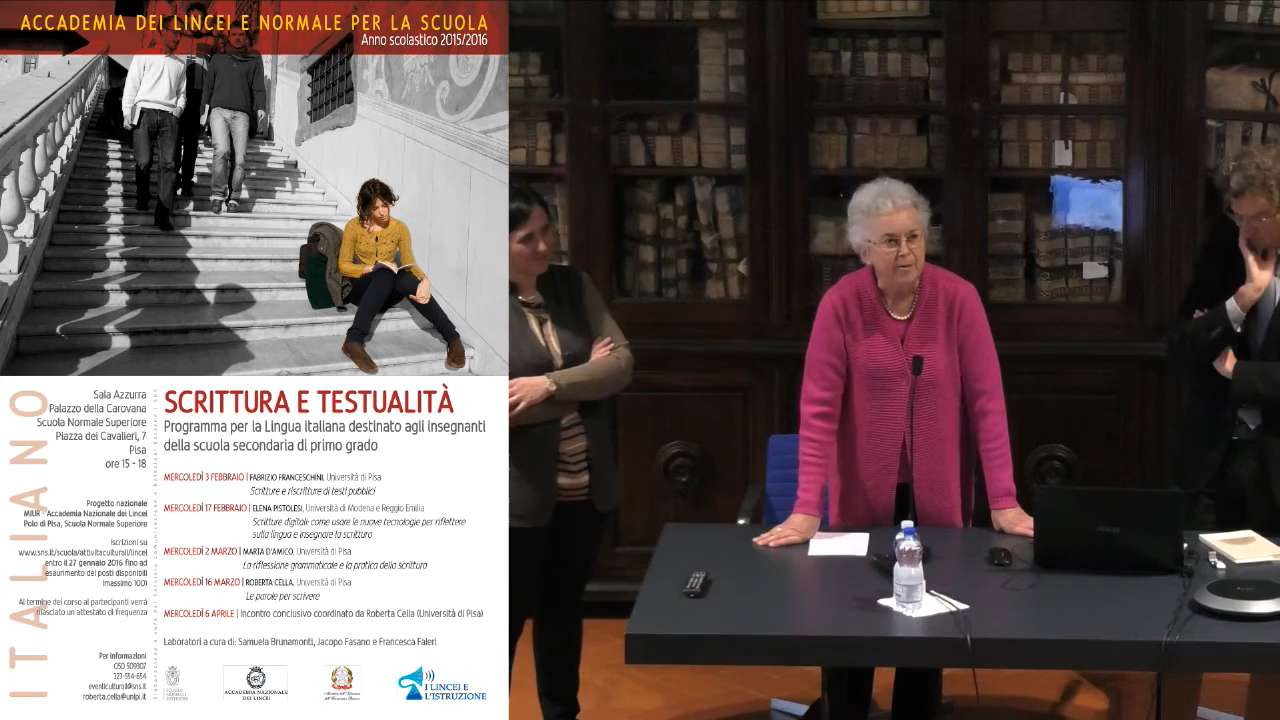 ACCADEMIA DEI LINCEI E NORMALE PER LA SCUOLA
Anno scolastico 2015/2016
ITALIANO
Sala Azzurra
Palazzo della Carovana
Scuola Normale Superiore
Piazza dei Cavalieri, 7
Pisa
ore 15 - 18
Progetto nazionale
MIUR - Accademia Nazionale dei Lincei
Polo di Pisa, Scuola Normale Superiore
Iscrizioni su
www.sns.it/scuola/attivitaculturali/lincei
entro il 27 gennaio 2016 fino ad
esaurimento dei posti disponibili
(massimo 100)
Al termine del corso ai partecipanti verrà
rilasciato un attestato di frequenza
Per informazioni
050 509307
323-554-654
eventiculturali@sns.it
roberta.cella@unipi.it
SCRITTURA E TESTUALITÀ
Programma per la Lingua italiana destinato agli insegnanti
della scuola secondaria di primo grado
MERCOLEDÌ 3 FEBBRAIO | FABRIZIO FRANCESCHINI, Università di Pisa
Scritture e riscritture di testi pubblici
MERCOLEDÌ 17 FEBBRAIO | ELENA PISTOLESI, Università di Modena e Reggio Emilia
Scritture digitali: come usare le nuove tecnologie per riflettere
sulla lingua e insegnare la scrittura
MERCOLEDÌ 2 MARZO | MARTA D'AMICO, Università di Pisa
La riflessione grammaticale e la pratica della scrittura
MERCOLEDÌ 16 MARZO | ROBERTA CELLA, Università di Pisa
Le parole per scrivere
MERCOLEDÌ 6 APRILE | Incontro conclusivo coordinato da Roberta Cella (Università di Pisa)
Laboratori a cura di: Samuela Brunamonti, Jacopo Fasano e Francesca Faleri
SCUOLA
NORMALE
SUPERIORE
ACCADEMIA NAZIONALE
DEI LINCEI
I LINCEI E
L'ISTRUZIONE